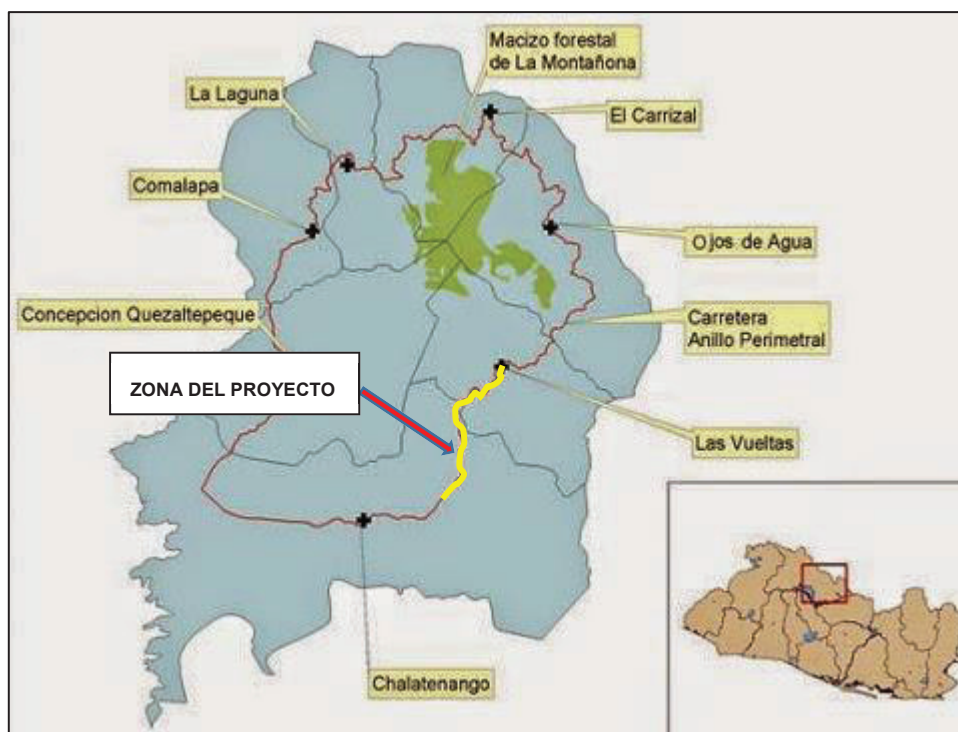 Macizo forestal
de La Montañona
La Laguna
El Carrizal
Comalapa
Ojos de Agua
Concepcion Quezaltepeque
Carretera
Anillo Perimetral
ZONA DEL PROYECTO
Las Vueltas
Chalatenango